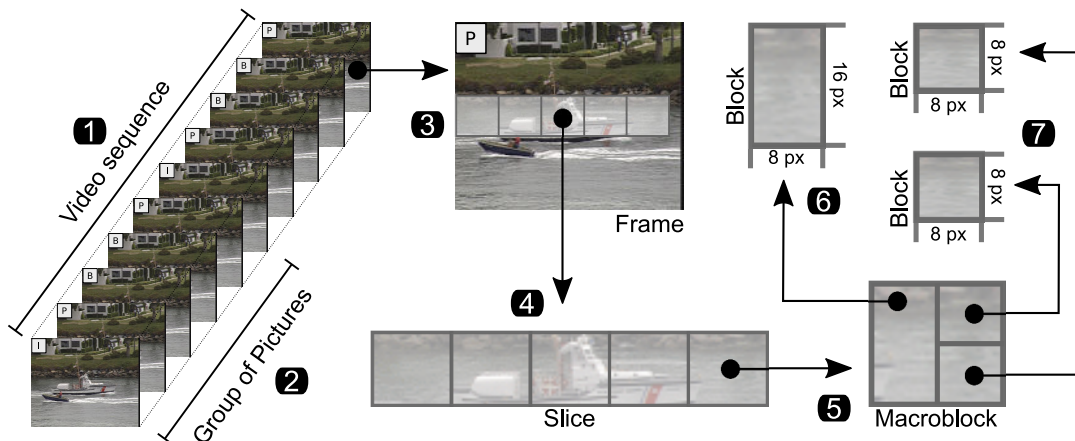 P
B
B
P
I
P
B
B
P
I
1
Video sequence
2
Group of Pictures
3
P
Frame
4
Slice
5
Macroblock
6
Block
16 px
8 px
7
Block
8 px
8 px
Block
8 px
8 px